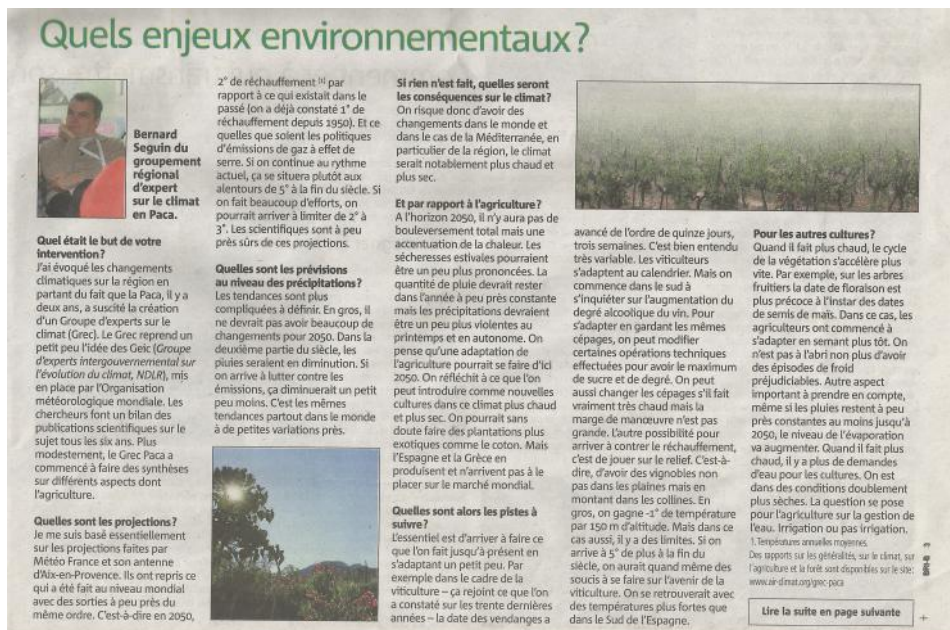 Quels enjeux environnementaux?
Bernard
Seguin du
groupement
régional
d'expert
sur le climat
en Paca.
Quel était le but de votre
intervention?
J'ai évoqué les changements
climatiques sur la région en
partant du fait que la Paca, il y a
deux ans, a suscité la création
d'un Groupe d'experts sur le
climat (Grec). Le Grec reprend un
petit peu l'idée des Geic (Groupe
d'experts intergouvernemental sur
l'évolution du climat, NDLR), mis
en place par l'Organisation
météorologique mondiale. Les
chercheurs font un bilan des
publications scientifiques sur le
sujet tous les six ans. Plus
modestement, le Grec Paca a
commencé à faire des synthèses
sur différents aspects dont
l'agriculture.
Quelles sont les projections?
Je me suis basé essentiellement
sur les projections faites par
Météo France et son antenne
d'Aix-en-Provence. Ils ont repris ce
qui a été fait au niveau mondial
avec des sorties à peu près du
même ordre. C'est-à-dire en 2050,
2° de réchauffement [1] par
rapport à ce qui existait dans le
passé (on a déjà constaté 1° de
réchauffement depuis 1950). Et ce
quelles que soient les politiques
d'émissions de gaz à effet de
serre. Si on continue au rythme
actuel, ça se situera plutôt aux
alentours de 5° à la fin du siècle. Si
on fait beaucoup d'efforts, on
pourrait arriver à limiter de 2° à
3°. Les scientifiques sont à peu
près sûrs de ces projections.
Quelles sont les prévisions
au niveau des précipitations?
Les tendances sont plus
compliquées à définir. En gros, il
ne devrait pas avoir beaucoup de
changements pour 2050. Dans la
deuxième partie du siècle, les
pluies seraient en diminution. Si
on arrive à lutter contre les
émissions, ça diminuerait un petit
peu moins. C'est les mêmes
tendances partout dans le monde
à de petites variations près.
Si rien n'est fait, quelles seront
les conséquences sur le climat?
On risque donc d'avoir des
changements dans le monde et
dans le cas de la Méditerranée, en
particulier de la région, le climat
serait notablement plus chaud et
plus sec.
Et par rapport à l'agriculture?
A l'horizon 2050, il n'y aura pas de
bouleversement total mais une
accentuation de la chaleur. Les
sécheresses estivales pourraient
être un peu plus prononcées. La
quantité de pluie devrait rester
dans l'année à peu près constante
mais les précipitations devraient
être un peu plus violentes au
printemps et en automne. On
pense qu'une adaptation de
l'agriculture pourrait se faire d'ici
2050. On réfléchit à ce que l'on
peut introduire comme nouvelles
cultures dans ce climat plus chaud
et plus sec. On pourrait sans
doute faire des plantations plus
exotiques comme le coton. Mais
l'Espagne et la Grèce en
produisent et n'arrivent pas à le
placer sur le marché mondial.
Quelles sont alors les pistes à
suivre?
L'essentiel est d'arriver à faire ce
que l'on fait jusqu'à présent en
s'adaptant un petit peu. Par
exemple dans le cadre de la
viticulture – ça rejoint ce que l'on
a constaté sur les trente dernières
années – la date des vendanges a
avancé de l'ordre de quinze jours,
trois semaines. C'est bien entendu
très variable. Les viticulteurs
s'adaptent au calendrier. Mais on
commence dans le sud à
s'inquiéter sur l'augmentation du
degré alcoolique du vin. Pour
s'adapter en gardant les mêmes
cépages, on peut modifier
certaines opérations techniques
effectuées pour avoir le maximum
de sucre et de degré. On peut
aussi changer les cépages s'il fait
vraiment très chaud mais la
marge de manœuvre n'est pas
grande. L'autre possibilité pour
arriver à contrer le réchauffement,
c'est de jouer sur le relief. C'est-à-
dire, d'avoir des vignobles non
pas dans les plaines mais en
montant dans les collines. En
gros, on gagne -1° de température
par 150 m d'altitude. Mais dans ce
cas aussi, il y a des limites. Si on
arrive à 5° de plus à la fin du
siècle, on aurait quand même des
soucis à se faire sur l'avenir de la
viticulture. On se retrouverait avec
des températures plus fortes que
dans le Sud de l'Espagne.
Pour les autres cultures?
Quand il fait plus chaud, le cycle
de la végétation s'accélère plus
vite. Par exemple, sur les arbres
fruitiers la date de floraison est
plus précoce à l'instar des dates
de semis de maïs. Dans ce cas, les
agriculteurs ont commencé à
s'adapter en semant plus tôt. On
n'est pas à l'abri non plus d'avoir
des épisodes de froid
préjudiciables. Autre aspect
important à prendre en compte,
même si les pluies restent à peu
près constantes au moins jusqu'à
2050, le niveau de l'évaporation
va augmenter. Quand il fait plus
chaud, il y a plus de demandes
d'eau pour les cultures. On est
dans des conditions doublement
plus sèches. La question se pose
pour l'agriculture sur la gestion de
l'eau. Irrigation ou pas irrigation.
1. Températures annuelles moyennes.
Des rapports sur les généralités, sur le climat, sur
l'agriculture et la forêt sont disponibles sur le site:
www.air-climat.org/grec-paca
Lire la suite en page suivante